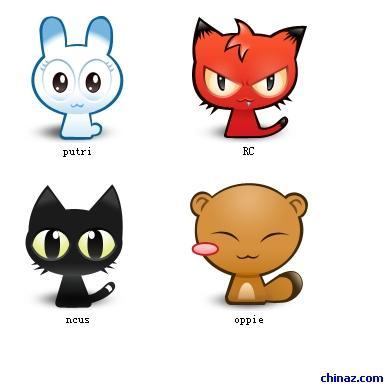 putri
RC
ncus
oppie
chinaz.com